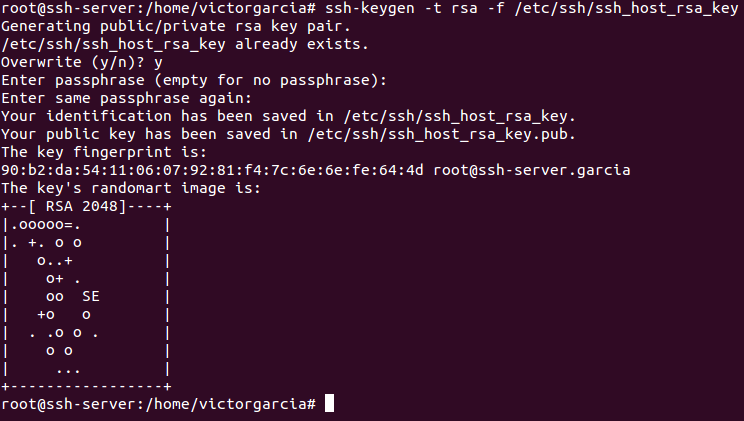 root@ssh-server:/home/victorgarcia# ssh-keygen -t rsa -f /etc/ssh/ssh_host_rsa_key
Generating public/private rsa key pair.
/etc/ssh/ssh_host_rsa_key already exists.
Overwrite (y/n)? y
Enter passphrase (empty for no passphrase):
Enter same passphrase again:
Your identification has been saved in /etc/ssh/ssh_host_rsa_key.
Your public key has been saved in /etc/ssh/ssh_host_rsa_key.pub.
The key fingerprint is:
90:b2:da:54:11:06:07:92:81:f4:7c:6e:6e:fe:64:4d root@ssh-server.garcia
The key's randomart image is:
+--[ RSA 2048]----+
|.ooooo=.         |
|. +. o o         |
|   o..+          |
|    o+ .         |
|    oo  SE       |
|   +o   o        |
|  . .o o .       |
|    o o          |
|     ...         |
+-----------------+
root@ssh-server:/home/victorgarcia#